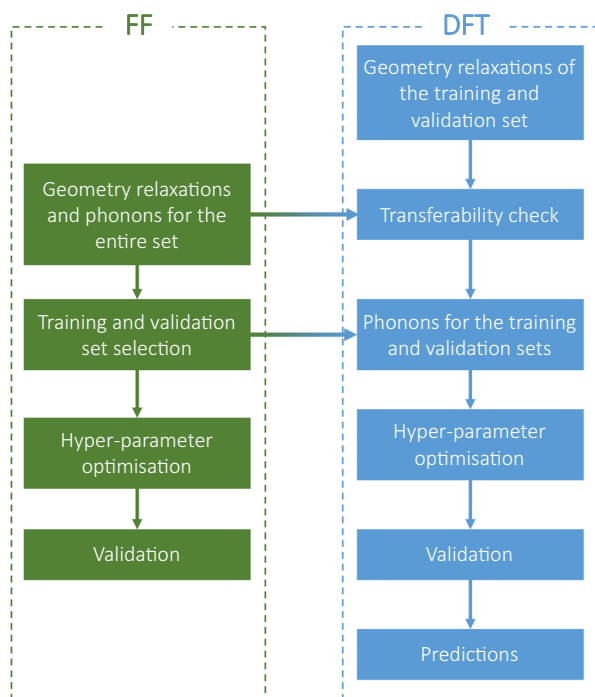 FF
Geometry relaxations
and phonons for the
entire set
Training and validation
set selection
Hyper-parameter
optimisation
Validation
DFT
Geometry relaxations of
the training and
validation set
Transferability check
Phonons for the training
and validation sets
Hyper-parameter
optimisation
Validation
Predictions